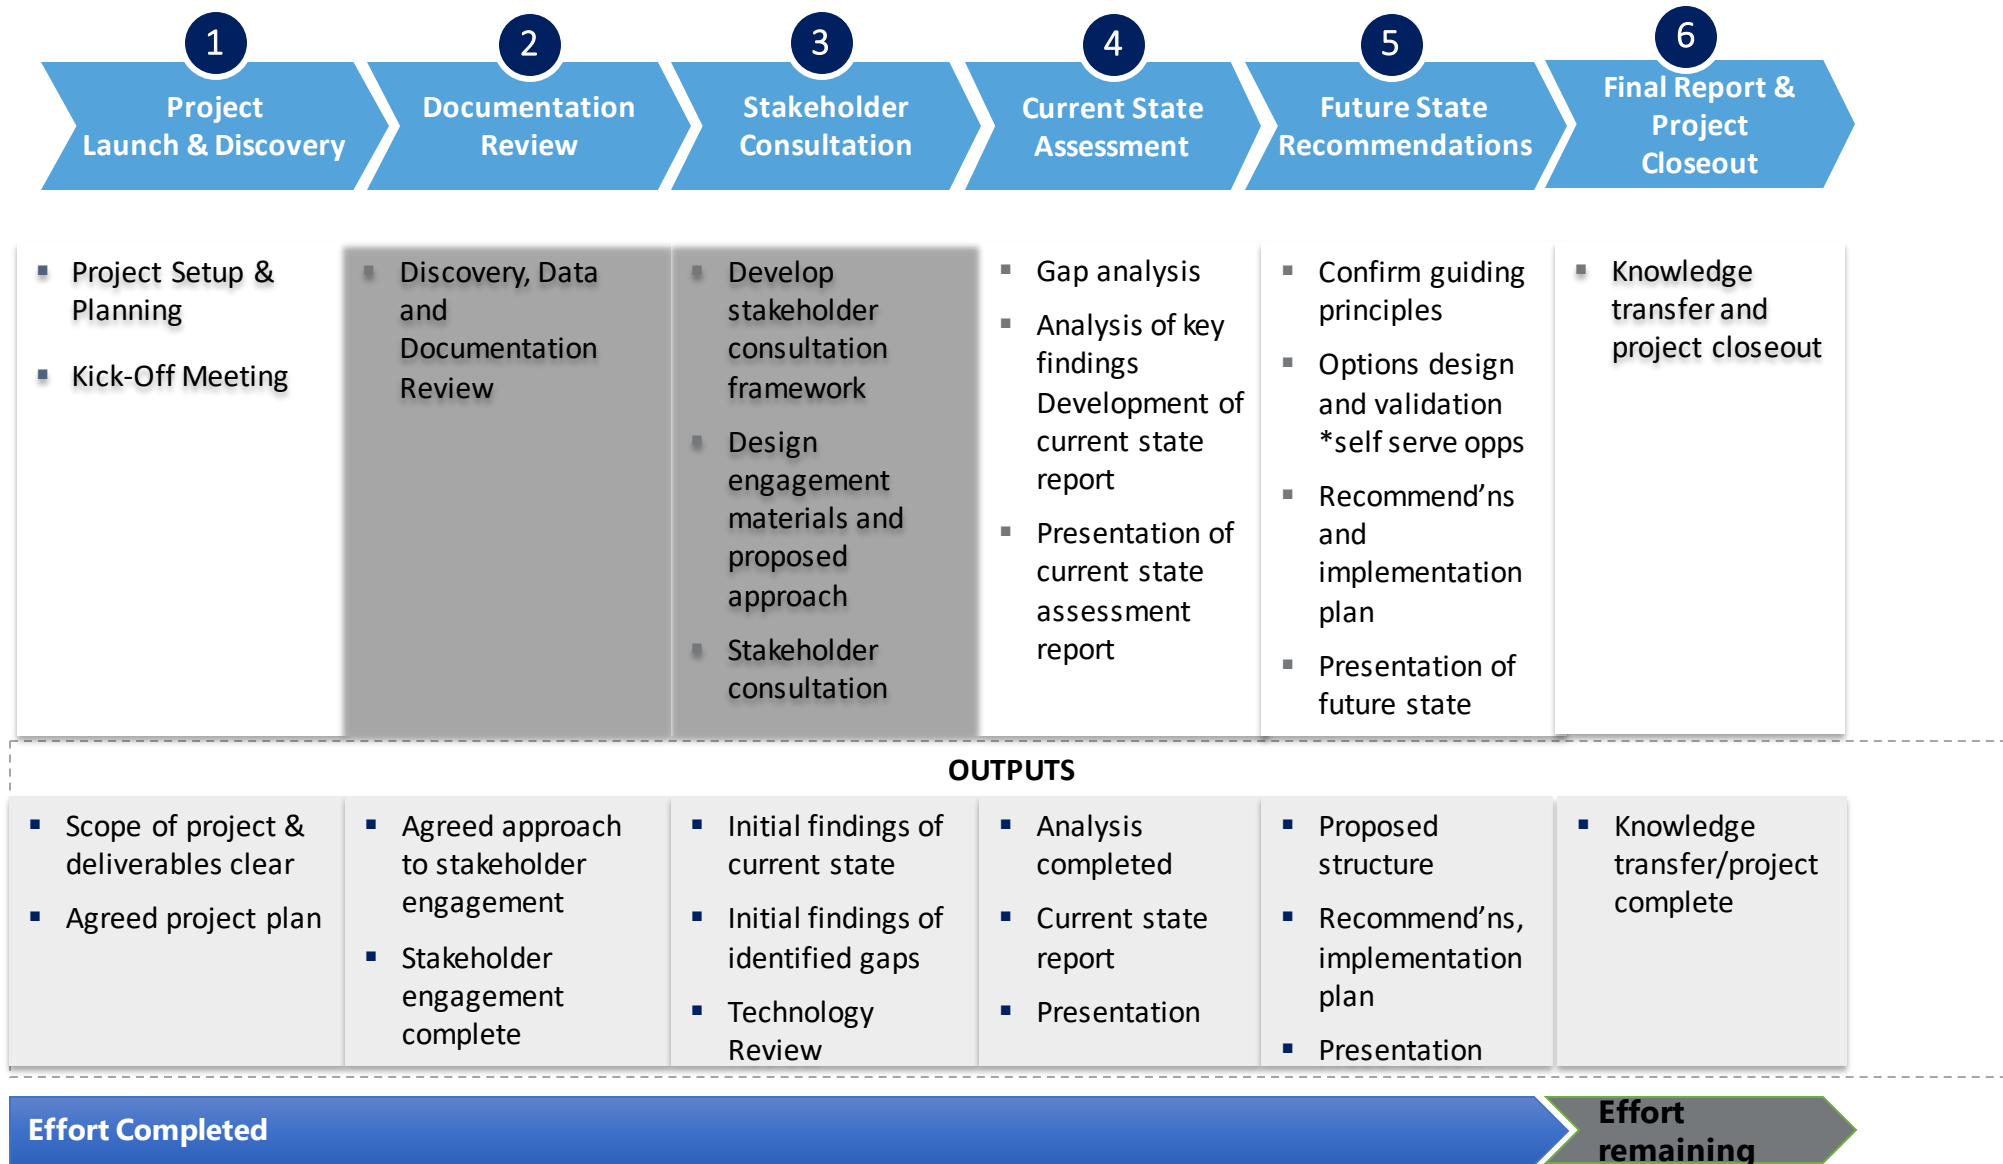 1
Project
Launch & Discovery
2
Documentation
Review
3
Stakeholder
Consultation
4
Current State
Assessment
5
Future State
Recommendations
6
Final Report &
Project
Closeout
▪ Project Setup &
Planning
▪ Kick-Off Meeting
▪ Discovery, Data
and
Documentation
Review
▪ Develop
stakeholder
consultation
framework
▪ Design
engagement
materials and
proposed
approach
▪ Stakeholder
consultation
▪ Gap analysis
▪ Analysis of key
findings
Development of
current state
report
▪ Presentation of
current state
assessment
report
▪ Confirm guiding
principles
▪ Options design
and validation
*self serve opps
▪ Recommend’ns
and
implementation
plan
▪ Presentation of
future state
▪ Knowledge
transfer and
project closeout
OUTPUTS
▪ Scope of project &
deliverables clear
▪ Agreed project plan
▪ Agreed approach
to stakeholder
engagement
▪ Stakeholder
engagement
complete
▪ Initial findings of
current state
▪ Initial findings of
identified gaps
▪ Technology
Review
▪ Analysis
completed
▪ Current state
report
▪ Presentation
▪ Proposed
structure
▪ Recommend’ns,
implementation
plan
▪ Presentation
▪ Knowledge
transfer/project
complete
Effort Completed
Effort
remaining